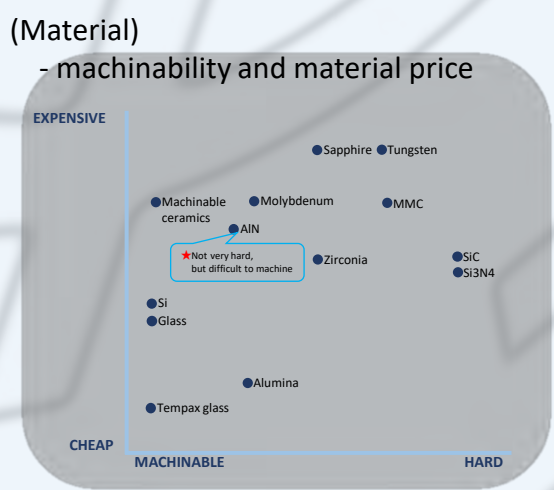 (Material)
- machinability and material price
EXPENSIVE
Sapphire
Tungsten
Machinable
ceramics
Molybdenum
MMC
AlN
★Not very hard,
but difficult to machine
Zirconia
SiC
Si3N4
Si
Glass
Alumina
Tempax glass
CHEAP
MACHINABLE
HARD